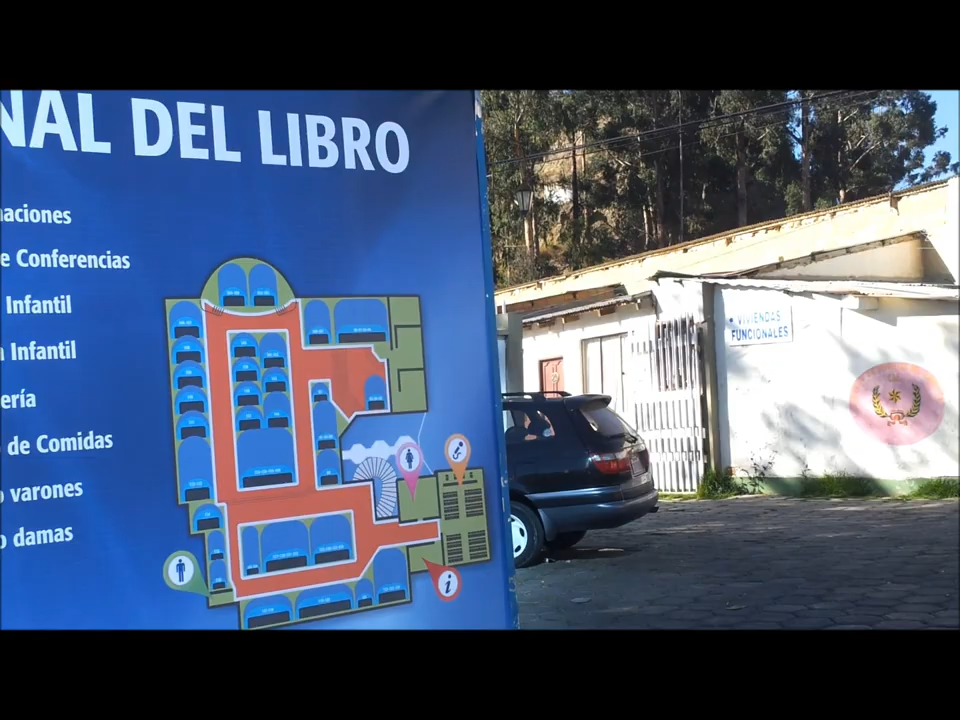 NAL DEL LIBRO
naciones
e Conferencias
Infantil
n Infantil
ería
o de Comidas
o varones
o damas
i
VIVIENDAS
FUNCIONALES